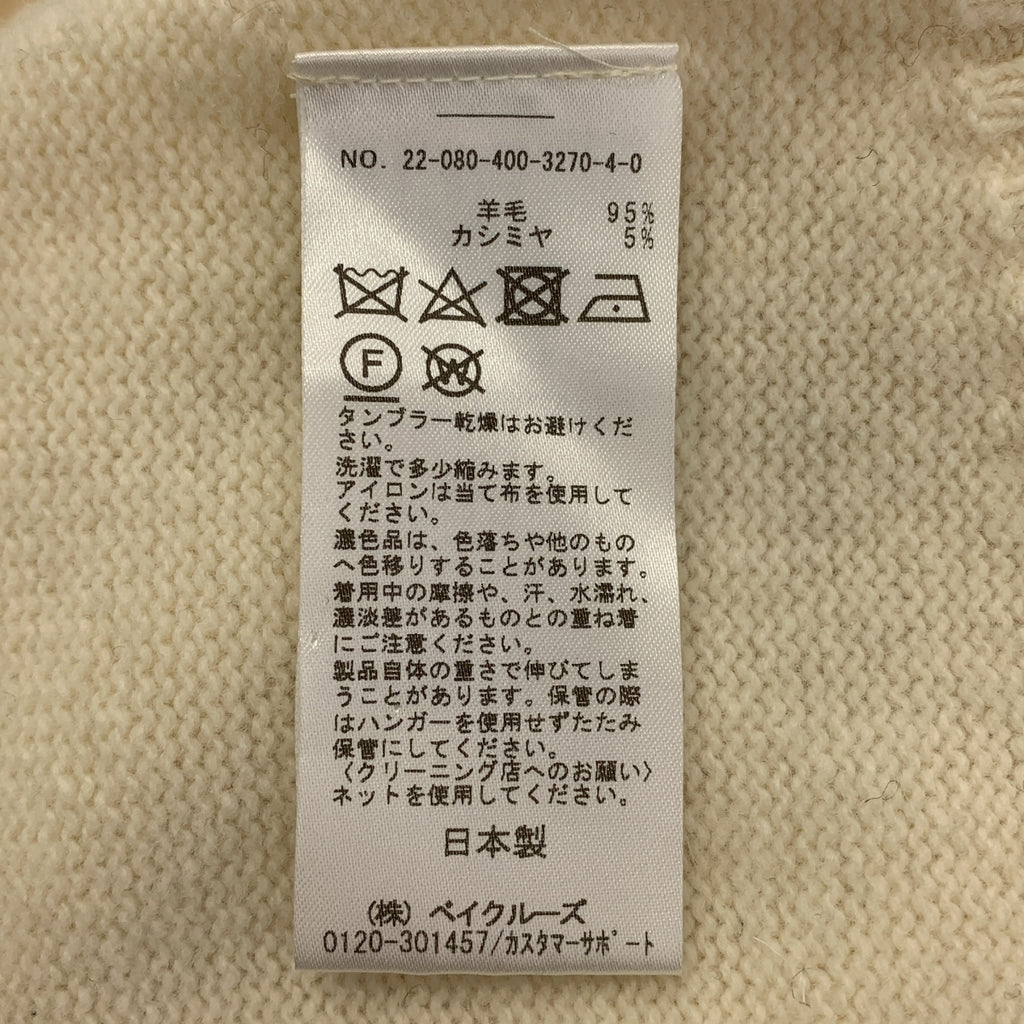 NO. 22-080-400-3270-4-0
羊毛 95%
カシミヤ 5%
F
W
タンブラー乾燥はお避けくだ
さい。
洗濯で多少縮みます。
アイロンは当て布を使用して
ください。
濃色品は、色落ちや他のもの
へ色移りすることがあります。
着用中の摩擦や、汗、水濡れ、
濃淡差があるものとの重ね着
にご注意ください。
製品自体の重さで伸びてしま
うことがあります。保管の際
はハンガーを使用せずたたみ
保管にしてください。
〈クリーニング店へのお願い〉
ネットを使用してください。
日本製
(株) ベイクルーズ
0120-301457/ｶｽﾀﾏｰｻﾎﾟｰﾄ